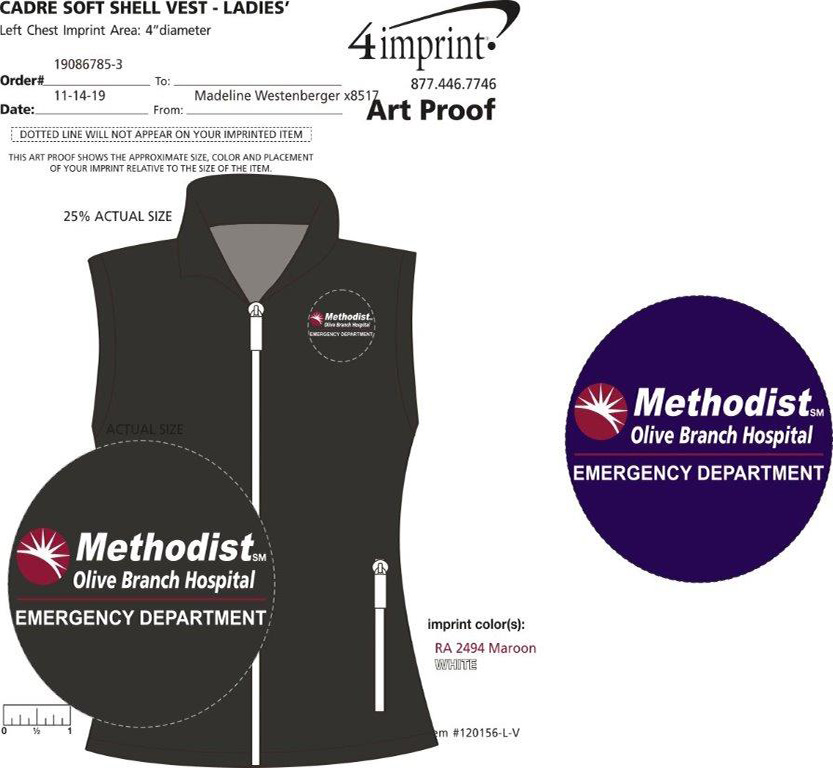 CADRE SOFT SHELL VEST - LADIES'
Left Chest Imprint Area: 4"diameter
4imprint®
877.446.7746
Art Proof
19086785-3
Order# To:
11-14-19 Madeline Westenberger x8517
Date: From:
DOTTED LINE WILL NOT APPEAR ON YOUR IMPRINTED ITEM
THIS ART PROOF SHOWS THE APPROXIMATE SIZE, COLOR AND PLACEMENT
OF YOUR IMPRINT RELATIVE TO THE SIZE OF THE ITEM.
25% ACTUAL SIZE
Methodist
Olive Branch Hospital
EMERGENCY DEPARTMENT
Methodist SM
Olive Branch Hospital
EMERGENCY DEPARTMENT
ACTUAL SIZE
Methodist SM
Olive Branch Hospital
EMERGENCY DEPARTMENT
imprint color(s):
RA 2494 Maroon
WHITE
em #120156-L-V
0 ½ 1